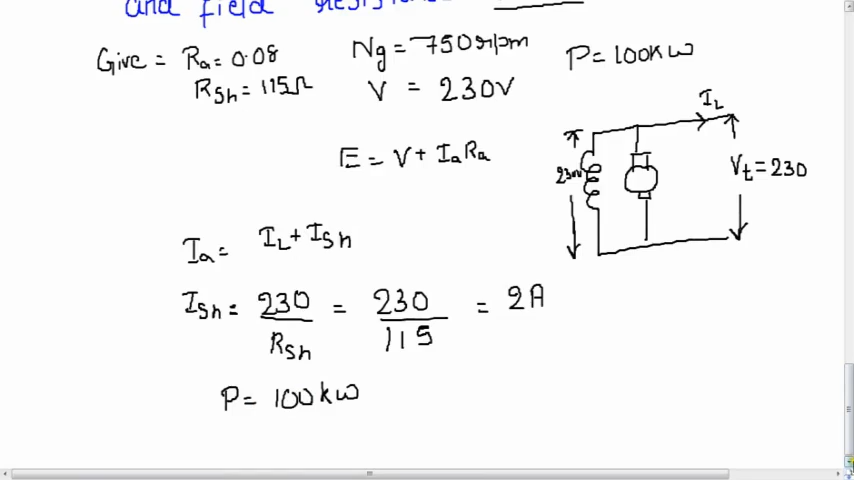 and field Resistance
Give = Ra = 0.08 Ng = 750 rpm P = 100KW
Rsh = 115Ω V = 230V
IL
E = V + IaRa
230V Vt = 230
Ia = IL + Ish
Ish = 230 / Rsh = 230 / 115 = 2A
P = 100kw